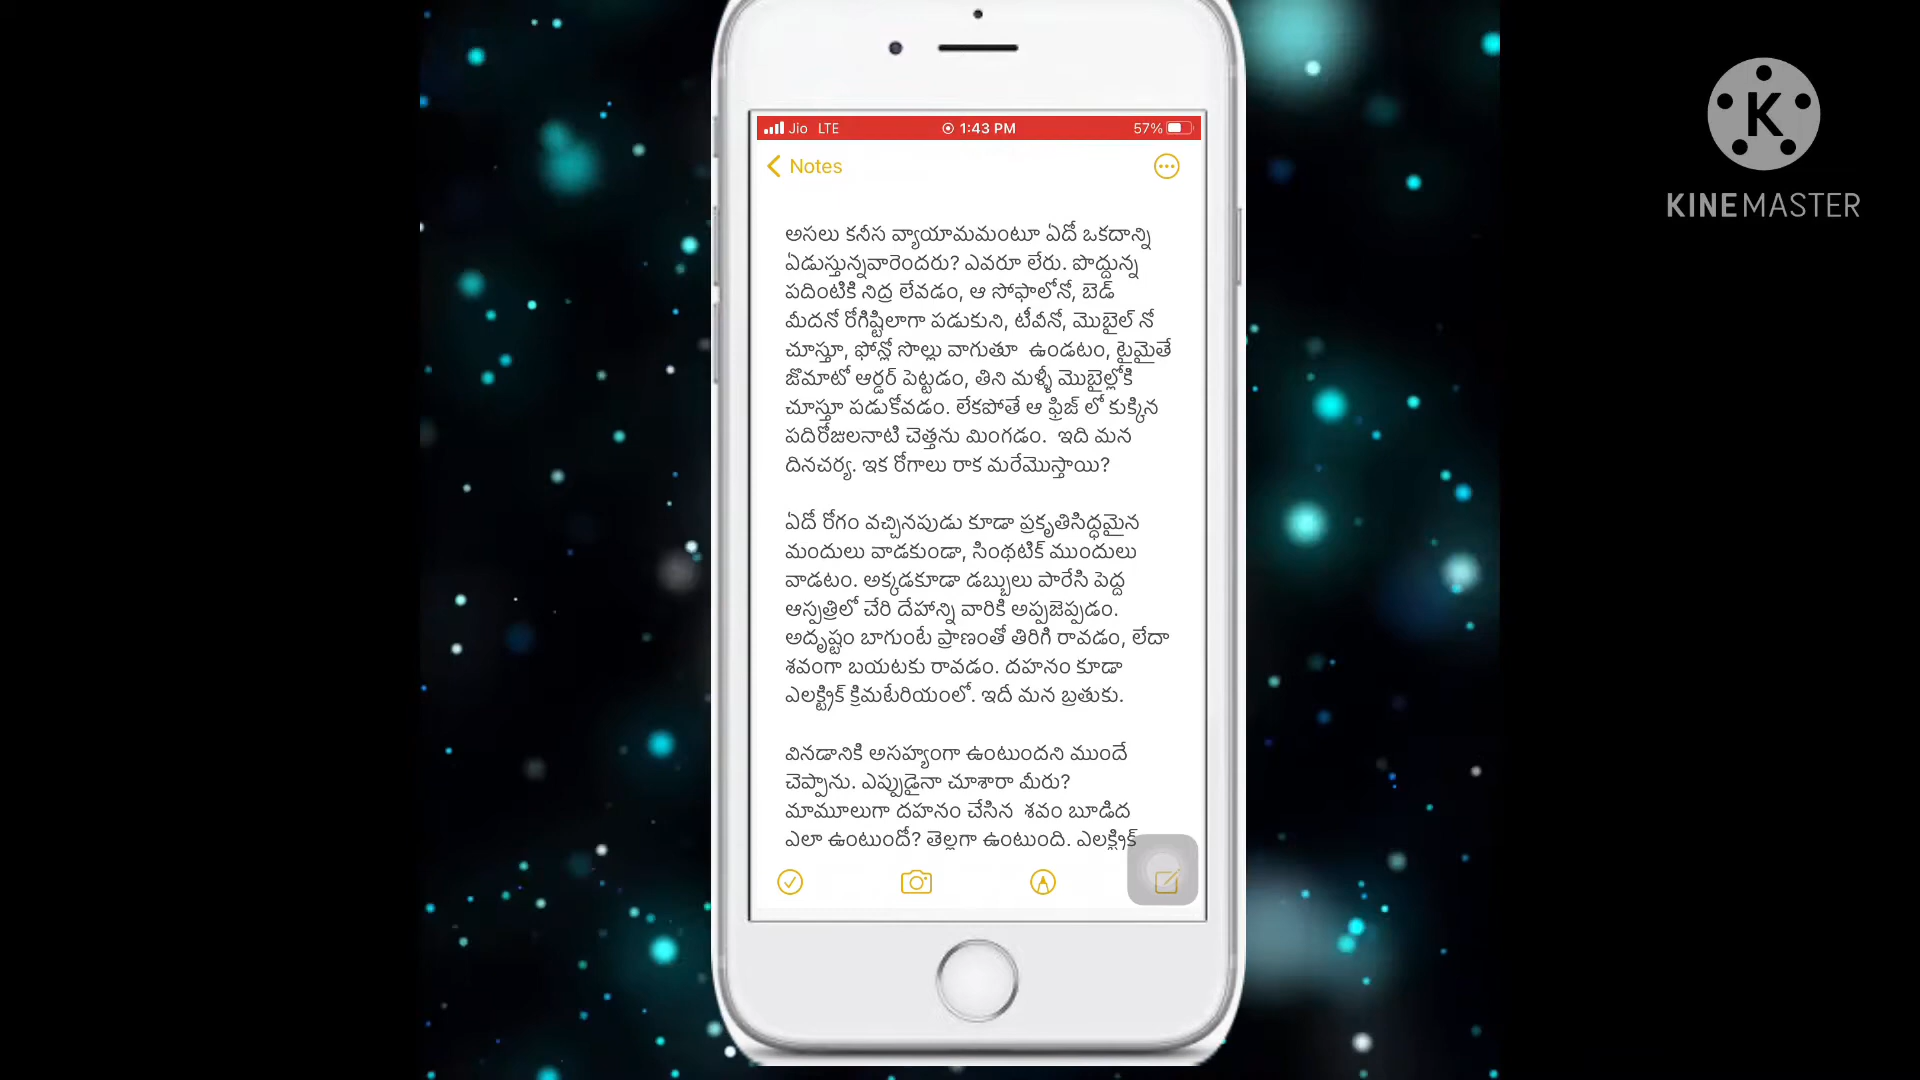 Jio LTE 1:43 PM 57%
Notes
అసలు కనీస వ్యాయామమంటూ ఏదో ఒకదాన్ని
ఏడుస్తున్నవారెందరు? ఎవరూ లేరు. పొద్దున్న
పదింటికి నిద్ర లేవడం, ఆ సోఫాలోనో, బెడ్
మీదనో రోగిష్టిలాగా పడుకుని, టీవీనో, మొబైల్ నో
చూస్తూ, ఫోన్లో సొల్లు వాగుతూ ఉండటం, టైమైతే
జొమాటో ఆర్డర్ పెట్టడం, తిని మళ్ళీ మొబైల్లోకి
చూస్తూ పడుకోవడం. లేకపోతే ఆ ఫ్రిజ్ లో కుక్కిన
పదిరోజులనాటి చెత్తను మింగడం. ఇది మన
దినచర్య. ఇక రోగాలు రాక మరేమొస్తాయి?
ఏదో రోగం వచ్చినపుడు కూడా ప్రకృతిసిద్ధమైన
మందులు వాడకుండా, సింథటిక్ ముందులు
వాడటం. అక్కడకూడా డబ్బులు పారేసి పెద్ద
ఆస్పత్రిలో చేరి దేహాన్ని వారికి అప్పజెప్పడం.
అదృష్టం బాగుంటే ప్రాణంతో తిరిగి రావడం, లేదా
శవంగా బయటకు రావడం. దహనం కూడా
ఎలక్ట్రిక్ క్రిమటేరియంలో. ఇదీ మన బ్రతుకు.
వినడానికి అసహ్యంగా ఉంటుందని ముందే
చెప్పాను. ఎప్పుడైనా చూశారా మీరు?
మామూలుగా దహనం చేసిన శవం బూడిద
ఎలా ఉంటుందో? తెల్లగా ఉంటుంది. ఎలక్ట్రిక్
KINEMASTER